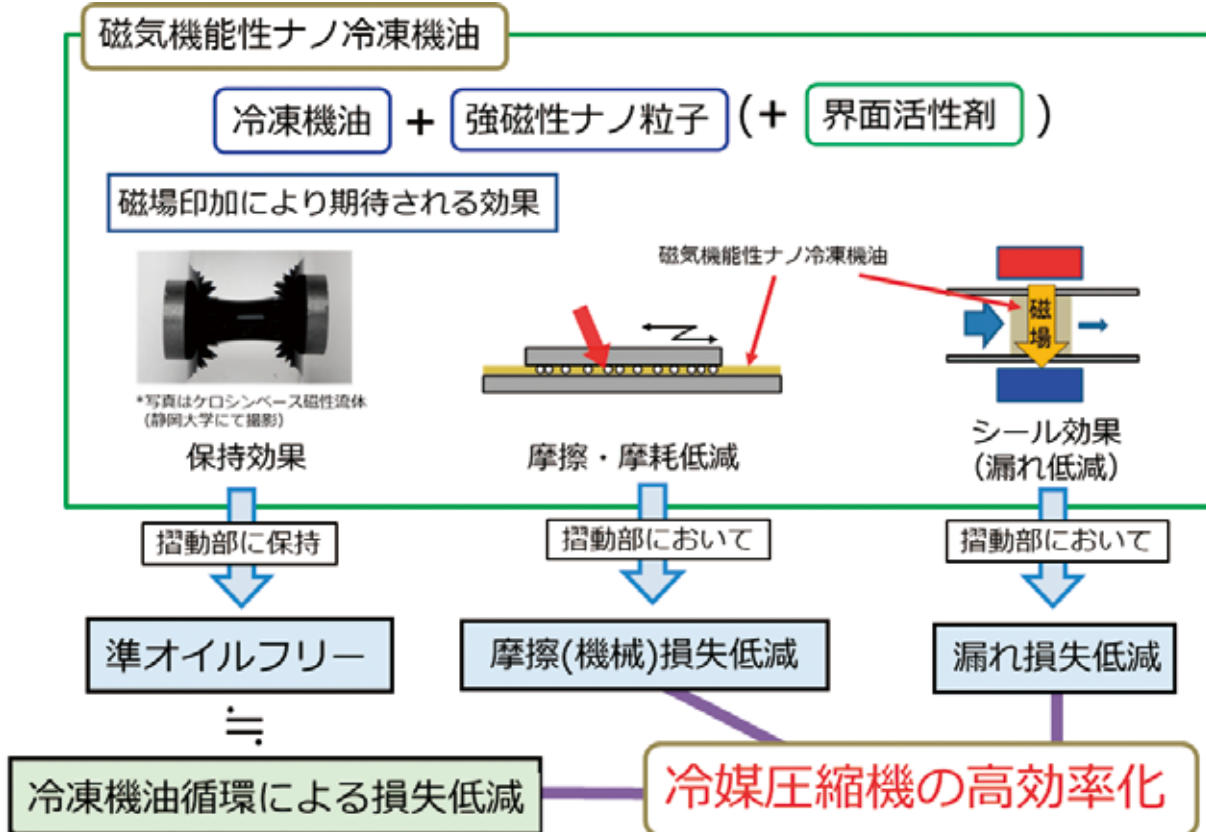 磁気機能性ナノ冷凍機油
冷凍機油 + 強磁性ナノ粒子 (+ 界面活性剤 )
磁場印加により期待される効果
磁気機能性ナノ冷凍機油
磁場
*写真はケロシンベース磁性流体
(静岡大学にて撮影)
保持効果
摩擦・摩耗低減
シール効果
(漏れ低減)
摺動部に保持
摺動部において
摺動部において
準オイルフリー
摩擦(機械)損失低減
漏れ損失低減
≒
冷凍機油循環による損失低減
冷媒圧縮機の高効率化